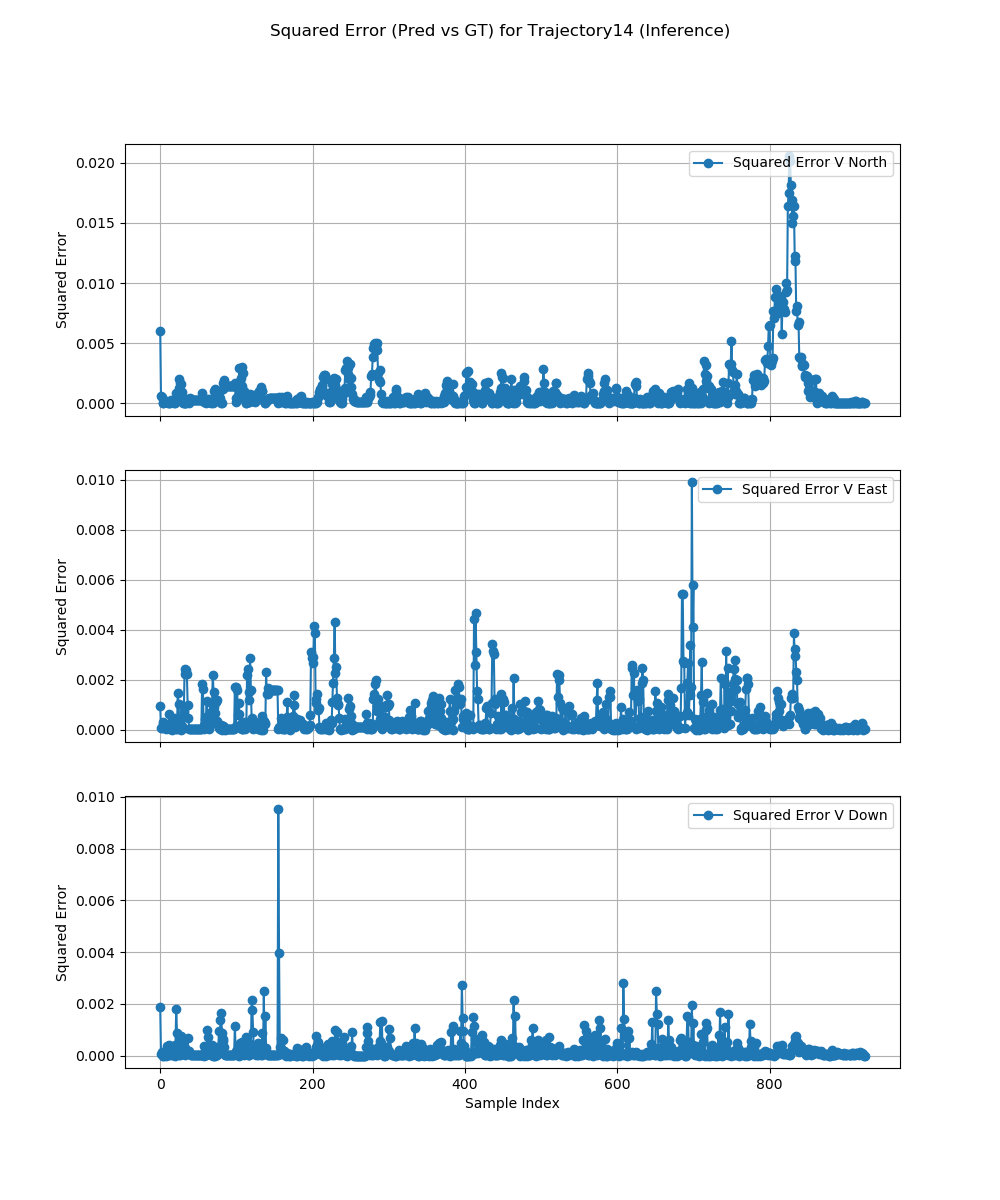 Squared Error (Pred vs GT) for Trajectory14 (Inference)
Squared Error V North
0.020
0.015
0.010
0.005
0.000
Squared Error
Squared Error V East
0.010
0.008
0.006
0.004
0.002
0.000
Squared Error
Squared Error V Down
0.010
0.008
0.006
0.004
0.002
0.000
Squared Error
0 200 400 600 800
Sample Index